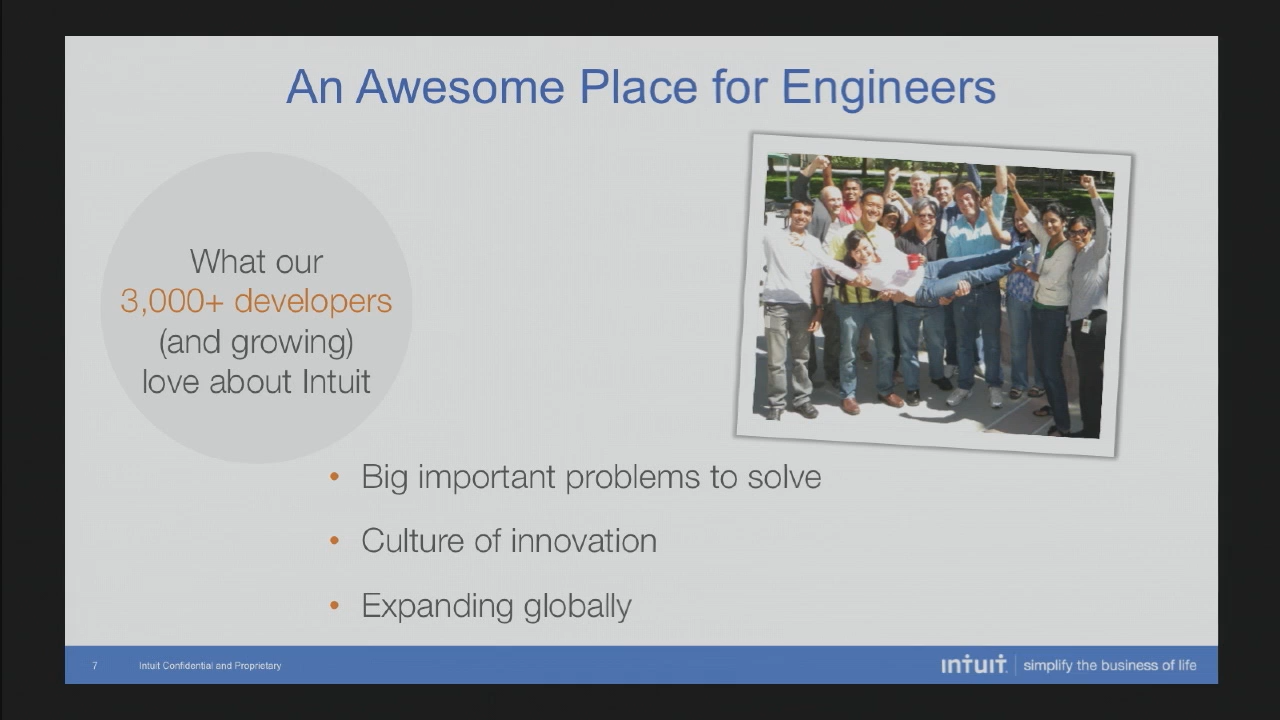 An Awesome Place for Engineers
What our
3,000+ developers
(and growing)
love about Intuit
• Big important problems to solve
• Culture of innovation
• Expanding globally
7 Intuit Confidential and Proprietary
intuit. simplify the business of life